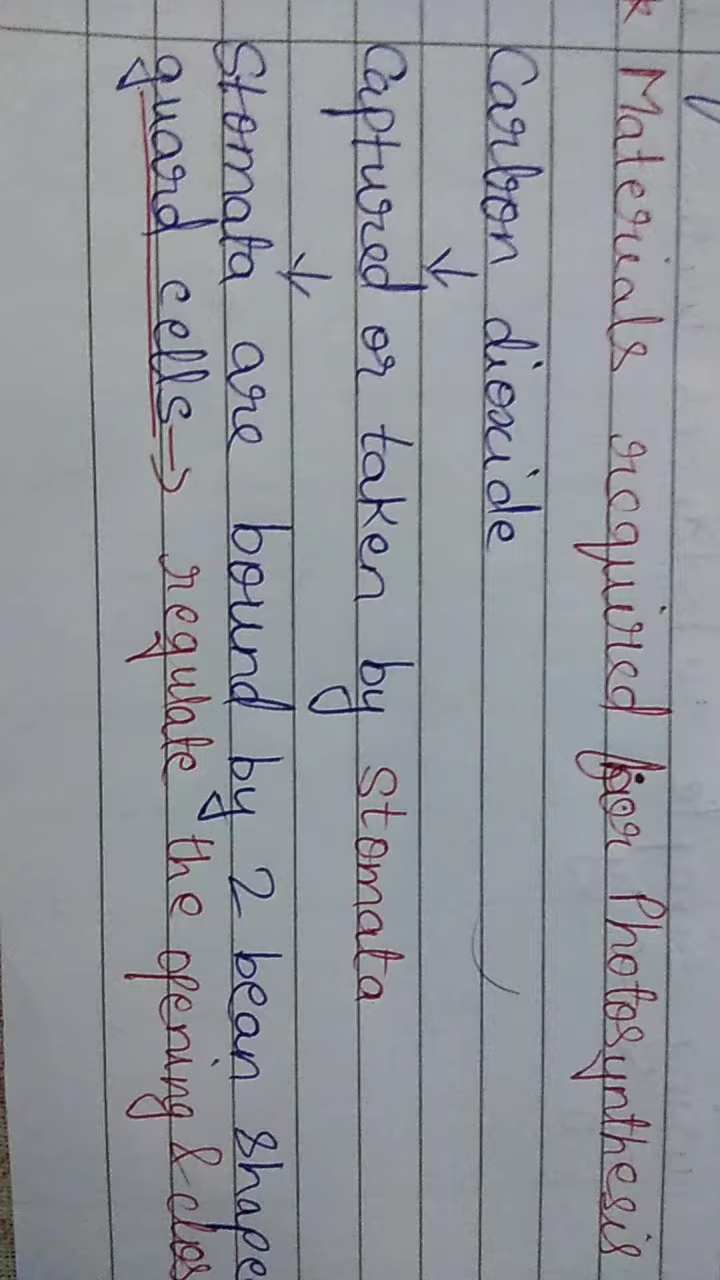 * Materials required for Photosynthesis
Carbon dioxide
↓
Captured or taken by stomata
↓
Stomata are bound by 2 bean shape
guard cells → regulate the opening & clos